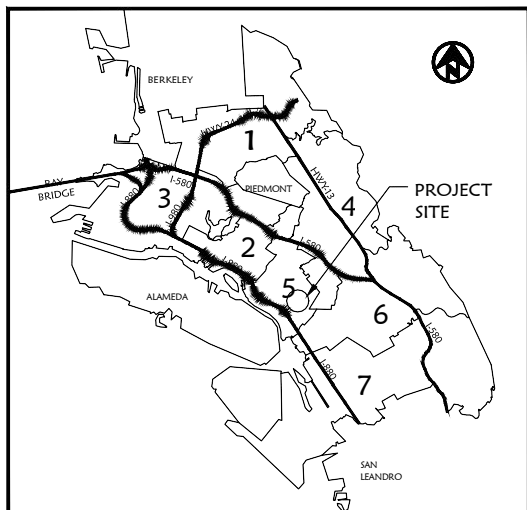 BERKELEY
N
HWY-24
1
HWY-13
PIEDMONT
PROJECT
SITE
BAY
BRIDGE
I-580
I-880
3
I-980
4
2
I-580
I-880
5
ALAMEDA
6
I-580
I-880
7
SAN
LEANDRO